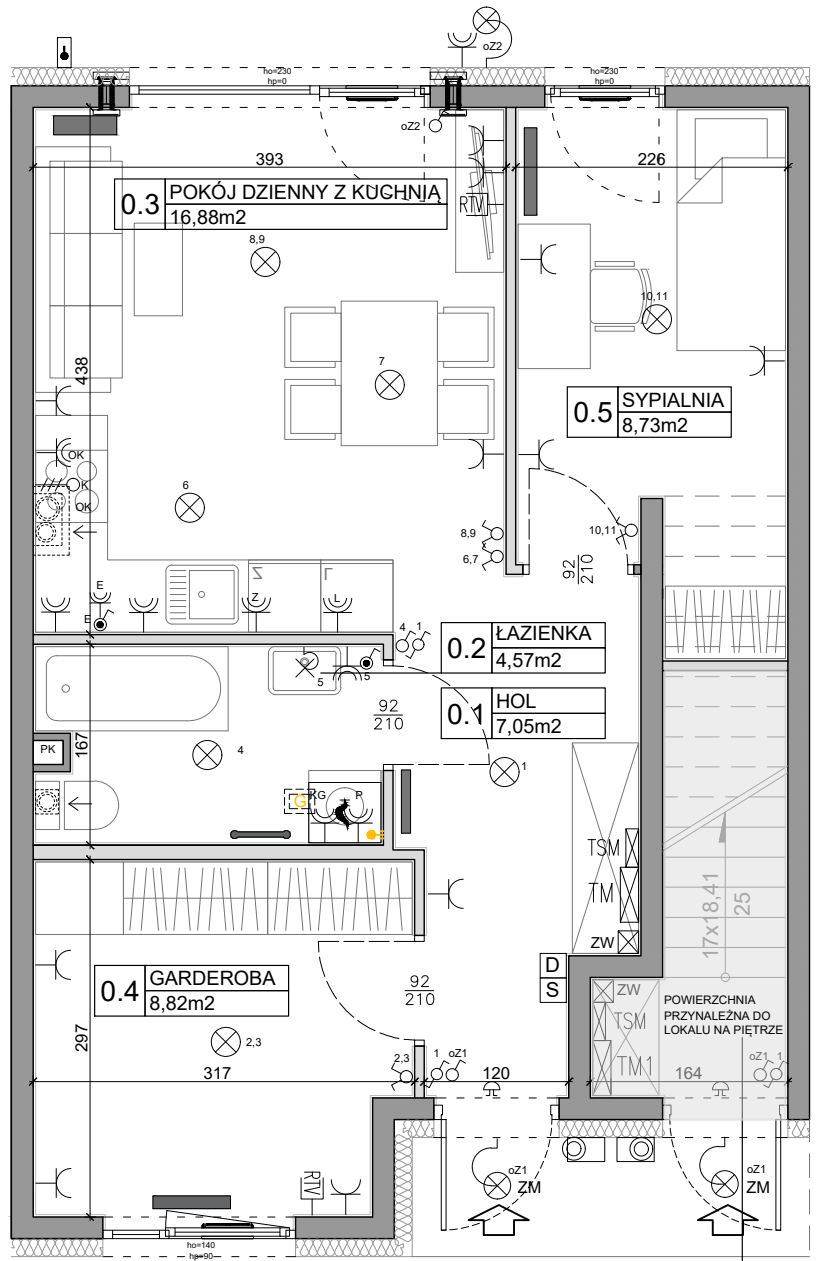 oZ2
ho=230
hp=0
ho=230
hp=0
oZ2
393
226
0.3
POKÓJ DZIENNY Z KUCHNIĄ
16,88m2
RTV
8,9
10,11
7
438
0.5
SYPIALNIA
8,73m2
OK
OK
OK
6
8,9
6,7
10,11
92
210
E
E
Z
L
4
1
0.2
ŁAZIENKA
4,57m2
5
5
92
210
0.1
HOL
7,05m2
PK
167
4
1
G
KG
P
TSM
TM
ZW
17x18,41
25
D
S
0.4
GARDEROBA
8,82m2
92
210
ZW
TSM
TM1
POWIERZCHNIA
PRZYNALEŻNA DO
LOKALU NA PIĘTRZE
297
2,3
2,3
1
oZ1
oZ1
1
317
120
164
RTV
oZ1
ZM
oZ1
ZM
ho=140
hp=90